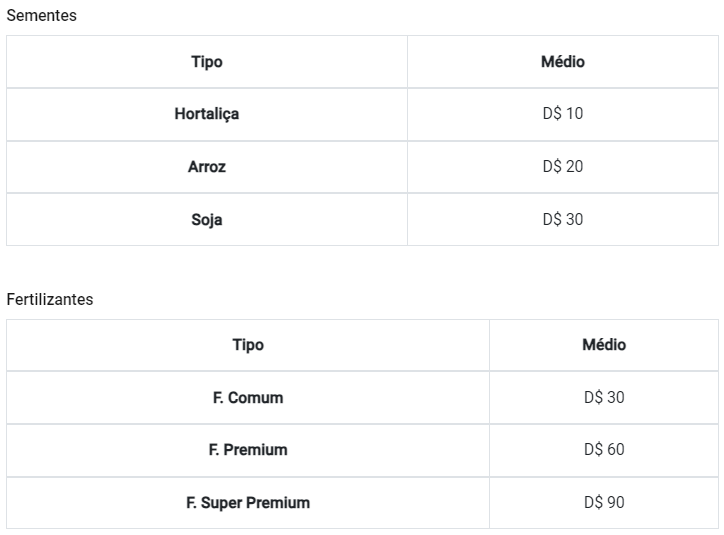 Sementes
Tipo Médio
Hortaliça D$ 10
Arroz D$ 20
Soja D$ 30
Fertilizantes
Tipo Médio
F. Comum D$ 30
F. Premium D$ 60
F. Super Premium D$ 90